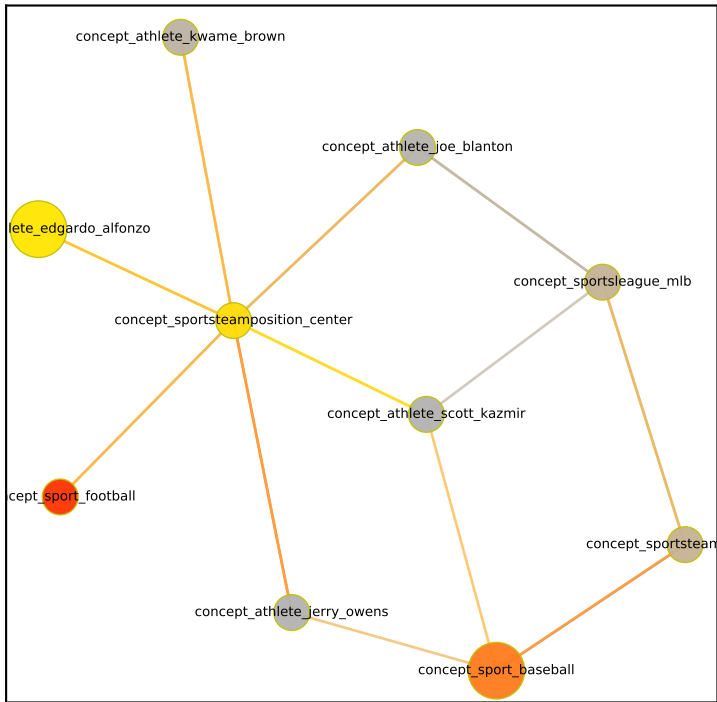 concept_athlete_kwame_brown
concept_athlete_joe_blanton
lete_edgardo_alfonzo
concept_sportsleague_mlb
concept_sportsteamposition_center
concept_athlete_scott_kazmir
cept_sport_football
concept_sportsteam
concept_athlete_jerry_owens
concept_sport_baseball